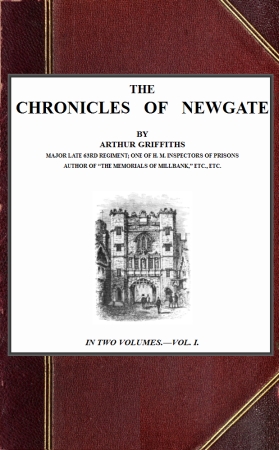 THE
CHRONICLES OF NEWGATE
BY
ARTHUR GRIFFITHS
MAJOR LATE 63RD REGIMENT; ONE OF H. M. INSPECTORS OF PRISONS
AUTHOR OF "THE MEMORIALS OF MILLBANK," ETC., ETC.
IN TWO VOLUMES.—VOL. I.